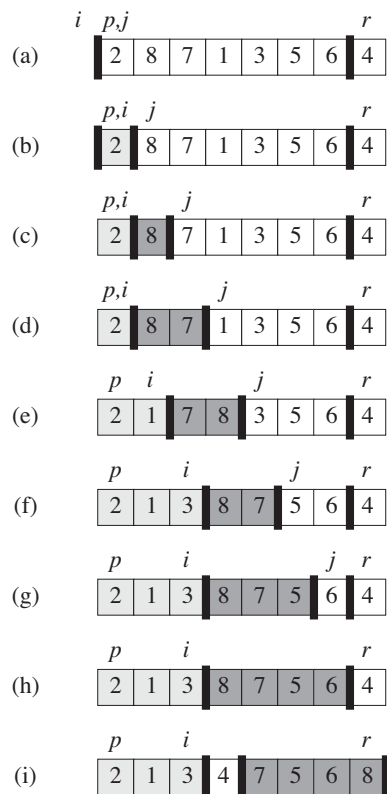 i p,j r
(a) 2 8 7 1 3 5 6 4
p,i j r
(b) 2 8 7 1 3 5 6 4
p,i j r
(c) 2 8 7 1 3 5 6 4
p,i j r
(d) 2 8 7 1 3 5 6 4
p i j r
(e) 2 1 7 8 3 5 6 4
p i j r
(f) 2 1 3 8 7 5 6 4
p i j r
(g) 2 1 3 8 7 5 6 4
p i r
(h) 2 1 3 8 7 5 6 4
p i r
(i) 2 1 3 4 7 5 6 8